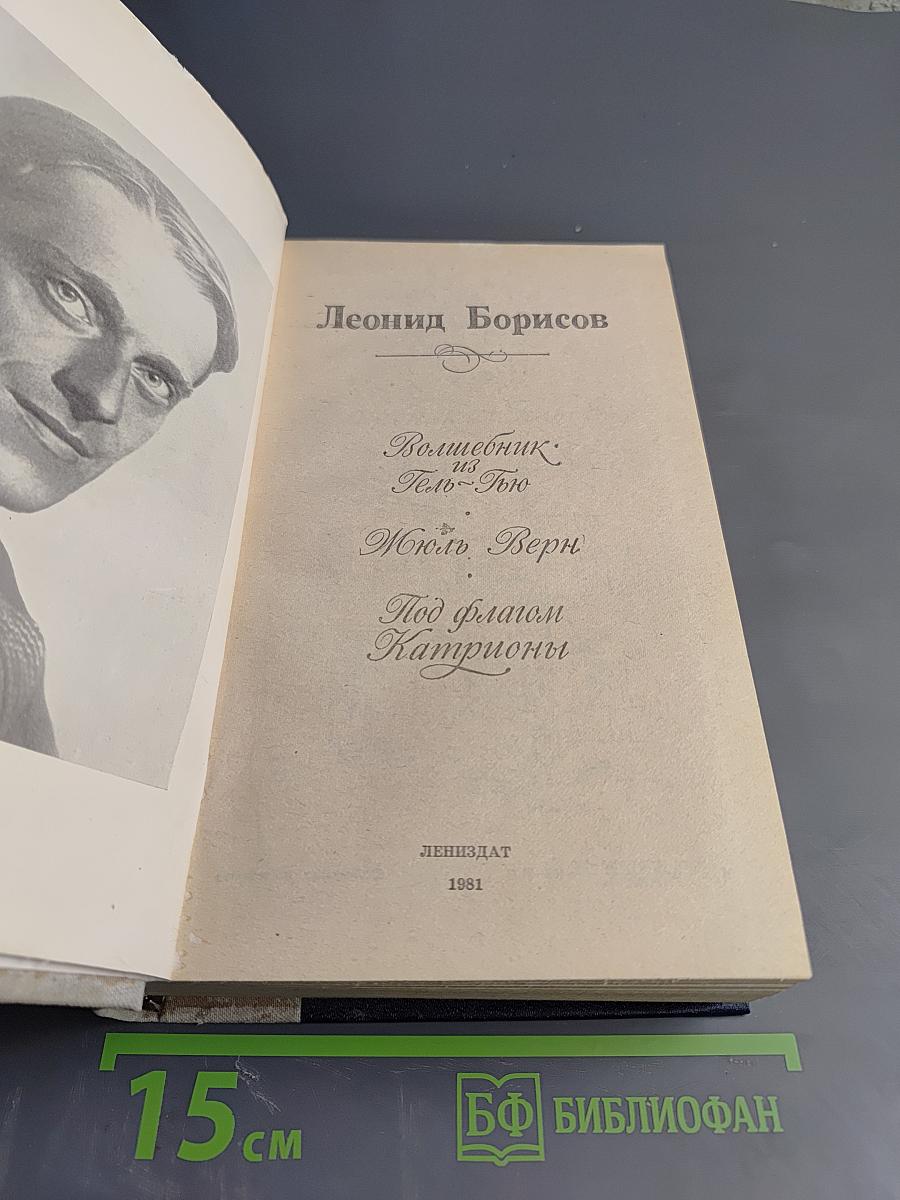 Леонид Борисов
Волшебник
из
Гель-Гью
Жюль Верн
Под флагом
Катрионы
ЛЕНИЗДАТ
1981
15 см
БФ БИБЛИОФАН